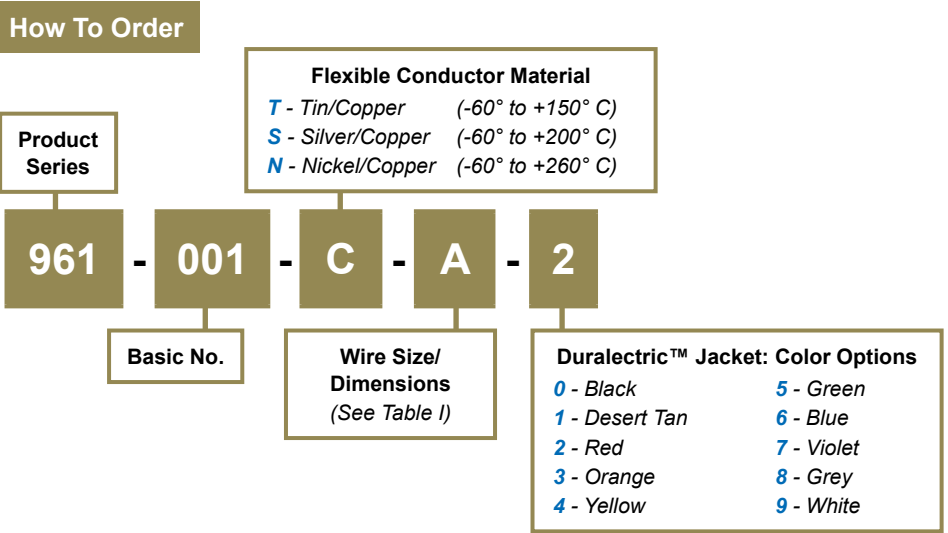 How To Order
Flexible Conductor Material
T - Tin/Copper (-60° to +150° C)
S - Silver/Copper (-60° to +200° C)
N - Nickel/Copper (-60° to +260° C)
Product
Series
961 - 001 - C - A - 2
Basic No.
Wire Size/
Dimensions
(See Table I)
Duralectric™ Jacket: Color Options
0 - Black 5 - Green
1 - Desert Tan 6 - Blue
2 - Red 7 - Violet
3 - Orange 8 - Grey
4 - Yellow 9 - White